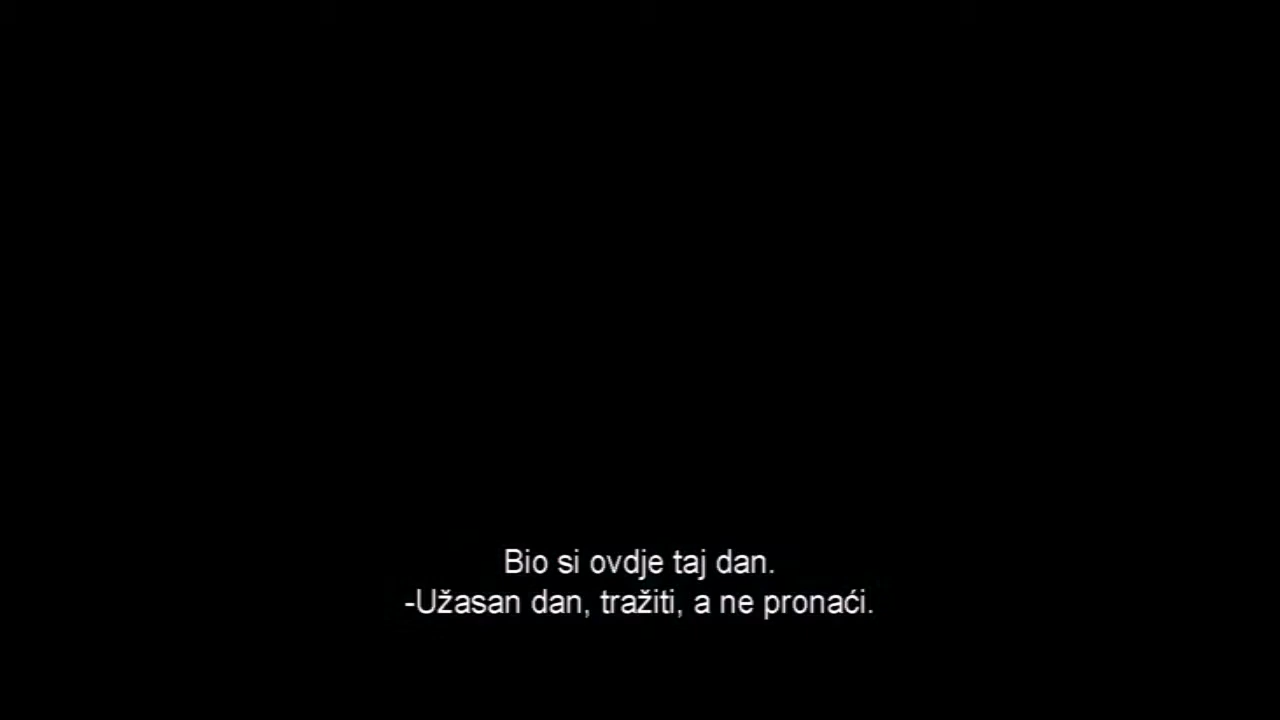 Bio si ovdje taj dan.
-Užasan dan, tražiti, a ne pronaći.